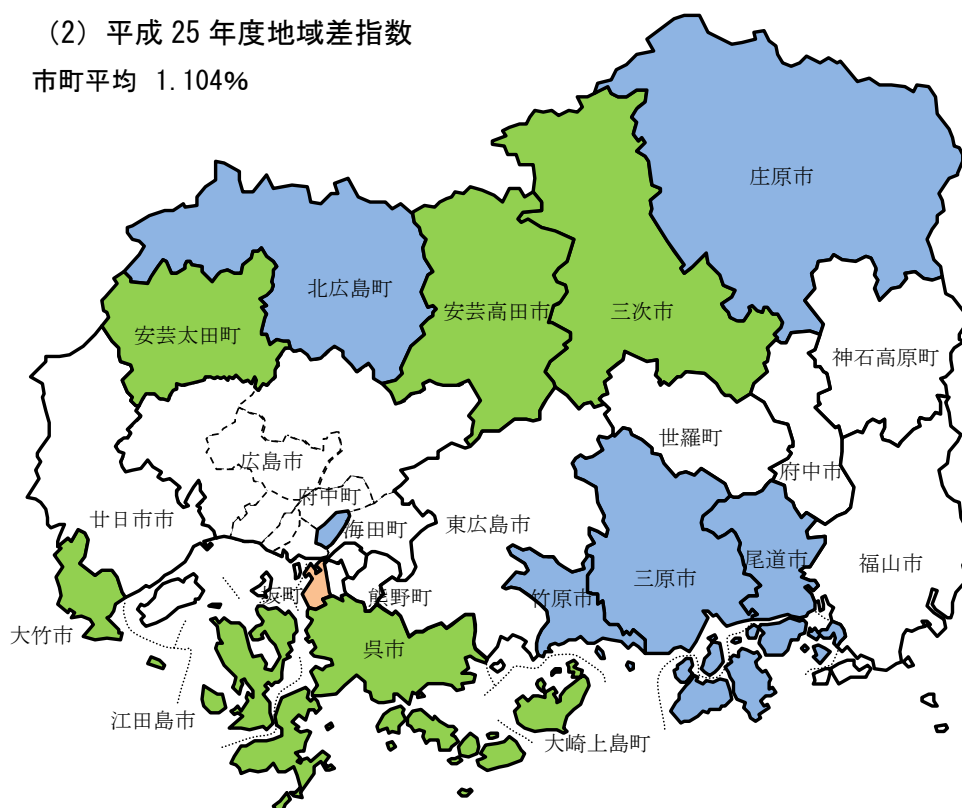 (2) 平成 25 年度地域差指数
市町平均 1.104%
庄原市
北広島町
安芸高田市
三次市
安芸太田町
神石高原町
世羅町
広島市
府中市
府中町
廿日市市
海田町
東広島市
尾道市
福山市
三原市
坂町
熊野町
竹原市
大竹市
呉市
江田島市
大崎上島町